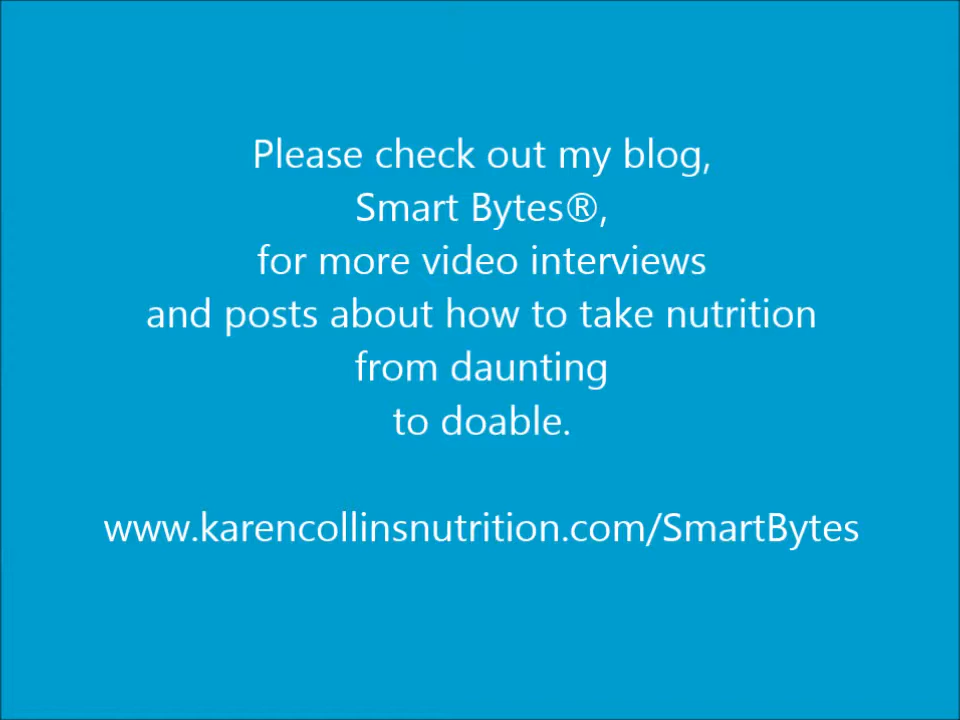 Please check out my blog,
Smart Bytes®,
for more video interviews
and posts about how to take nutrition
from daunting
to doable.
www.karencollinsnutrition.com/SmartBytes